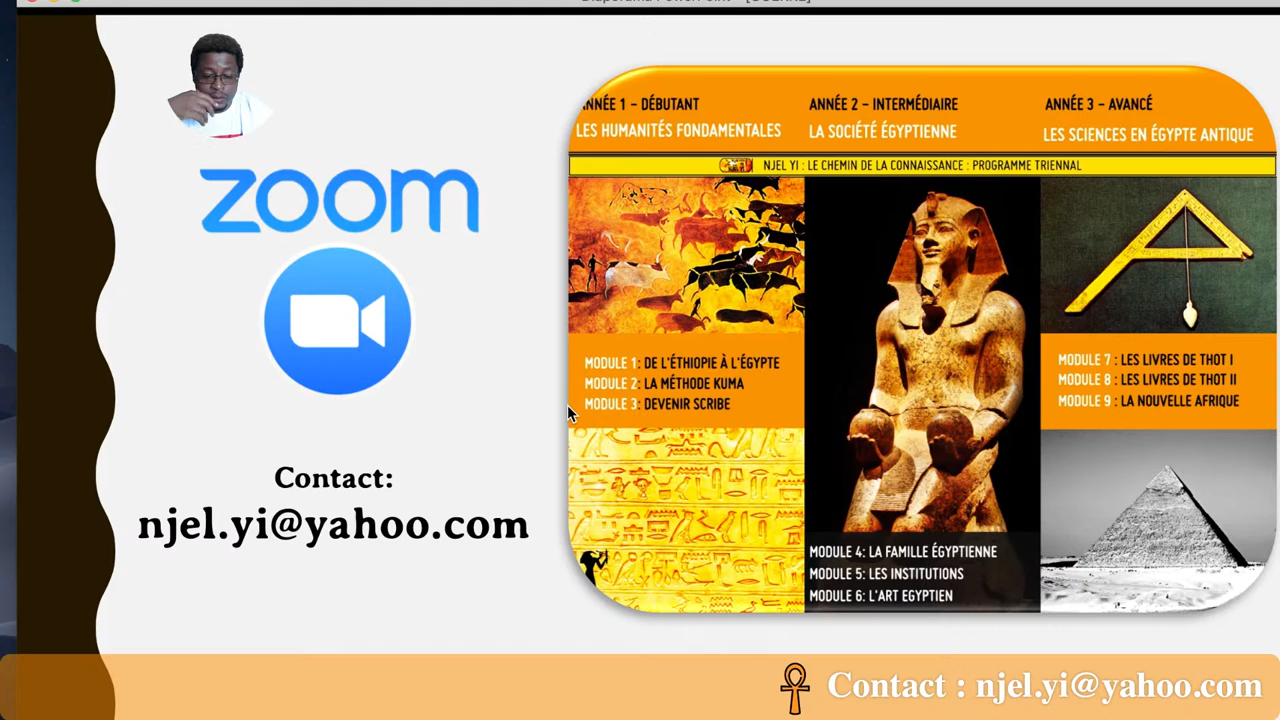 zoom
Contact:
njel.yi@yahoo.com
ANNÉE 1 – DÉBUTANT
LES HUMANITÉS FONDAMENTALES
ANNÉE 2 – INTERMÉDIAIRE
LA SOCIÉTÉ ÉGYPTIENNE
ANNÉE 3 – AVANCÉ
LES SCIENCES EN ÉGYPTE ANTIQUE
NJEL YI : LE CHEMIN DE LA CONNAISSANCE : PROGRAMME TRIENNAL
MODULE 1: DE L'ÉTHIOPIE À L'ÉGYPTE
MODULE 2: LA MÉTHODE KUMA
MODULE 3: DEVENIR SCRIBE
MODULE 4: LA FAMILLE ÉGYPTIENNE
MODULE 5: LES INSTITUTIONS
MODULE 6: L'ART EGYPTIEN
MODULE 7 : LES LIVRES DE THOT I
MODULE 8 : LES LIVRES DE THOT II
MODULE 9 : LA NOUVELLE AFRIQUE
Contact : njel.yi@yahoo.com